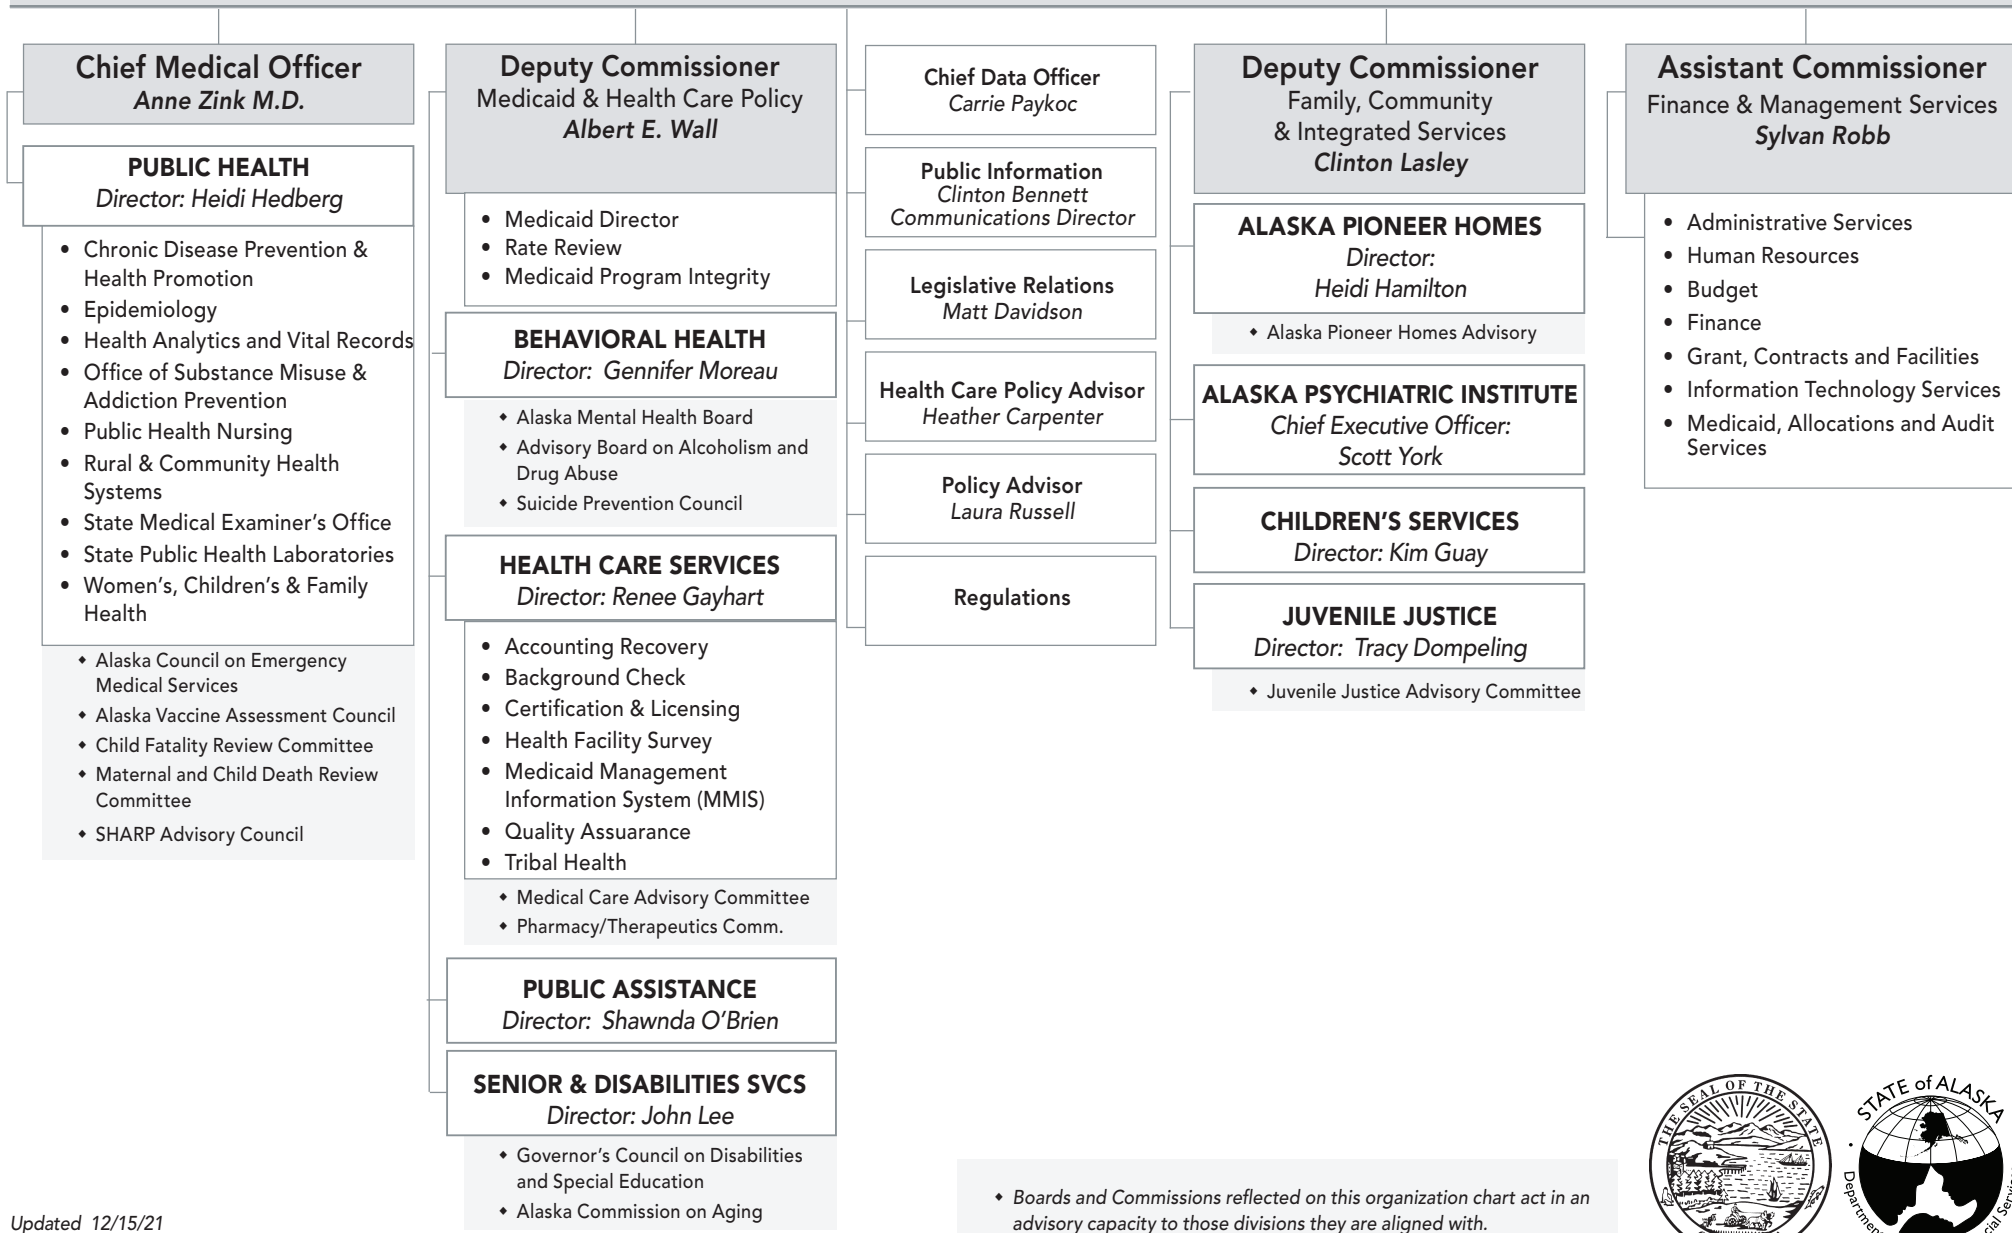 Chief Medical Officer
Anne Zink M.D.
PUBLIC HEALTH
Director: Heidi Hedberg
• Chronic Disease Prevention &
Health Promotion
• Epidemiology
• Health Analytics and Vital Records
• Office of Substance Misuse &
Addiction Prevention
• Public Health Nursing
• Rural & Community Health
Systems
• State Medical Examiner's Office
• State Public Health Laboratories
• Women's, Children's & Family
Health
◆ Alaska Council on Emergency
Medical Services
◆ Alaska Vaccine Assessment Council
◆ Child Fatality Review Committee
◆ Maternal and Child Death Review
Committee
◆ SHARP Advisory Council
Deputy Commissioner
Medicaid & Health Care Policy
Albert E. Wall
• Medicaid Director
• Rate Review
• Medicaid Program Integrity
BEHAVIORAL HEALTH
Director: Gennifer Moreau
◆ Alaska Mental Health Board
◆ Advisory Board on Alcoholism and
Drug Abuse
◆ Suicide Prevention Council
HEALTH CARE SERVICES
Director: Renee Gayhart
• Accounting Recovery
• Background Check
• Certification & Licensing
• Health Facility Survey
• Medicaid Management
Information System (MMIS)
• Quality Assuarance
• Tribal Health
◆ Medical Care Advisory Committee
◆ Pharmacy/Therapeutics Comm.
PUBLIC ASSISTANCE
Director: Shawnda O'Brien
SENIOR & DISABILITIES SVCS
Director: John Lee
◆ Governor's Council on Disabilities
and Special Education
◆ Alaska Commission on Aging
Chief Data Officer
Carrie Paykoc
Public Information
Clinton Bennett
Communications Director
Legislative Relations
Matt Davidson
Health Care Policy Advisor
Heather Carpenter
Policy Advisor
Laura Russell
Regulations
Deputy Commissioner
Family, Community
& Integrated Services
Clinton Lasley
ALASKA PIONEER HOMES
Director:
Heidi Hamilton
◆ Alaska Pioneer Homes Advisory
ALASKA PSYCHIATRIC INSTITUTE
Chief Executive Officer:
Scott York
CHILDREN'S SERVICES
Director: Kim Guay
JUVENILE JUSTICE
Director: Tracy Dompeling
◆ Juvenile Justice Advisory Committee
Assistant Commissioner
Finance & Management Services
Sylvan Robb
• Administrative Services
• Human Resources
• Budget
• Finance
• Grant, Contracts and Facilities
• Information Technology Services
• Medicaid, Allocations and Audit
Services
Updated 12/15/21
◆ Boards and Commissions reflected on this organization chart act in an
advisory capacity to those divisions they are aligned with.
THE SEAL OF THE STATE
STATE of ALASKA